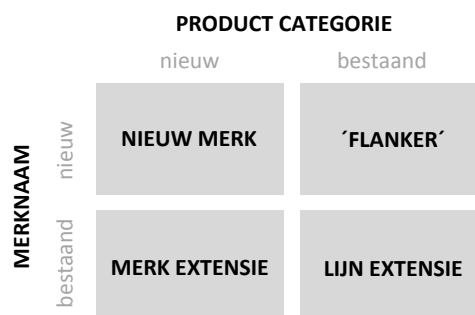 PRODUCT CATEGORIE
nieuw bestaand
MERKNAAM
nieuw
NIEUW MERK ´FLANKER´
bestaand
MERK EXTENSIE LIJN EXTENSIE